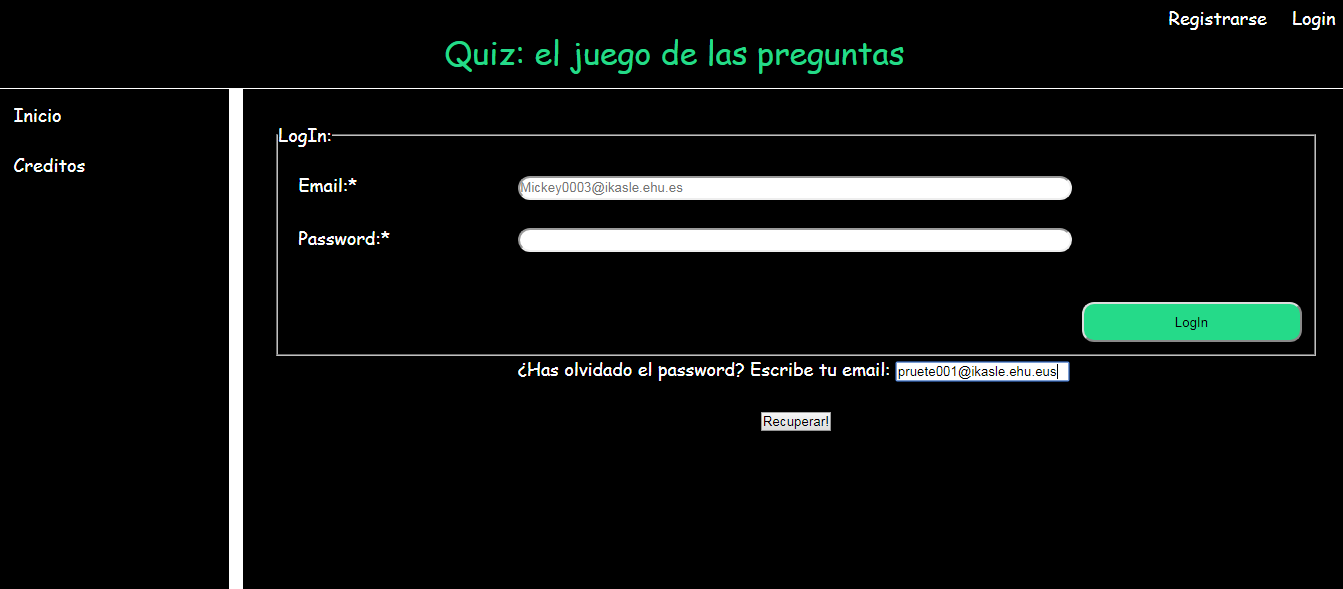 Registrarse Login
Quiz: el juego de las preguntas
Inicio
Creditos
LogIn:
Email:* Mickey0003@ikasle.ehu.es
Password:*
LogIn
¿Has olvidado el password? Escribe tu email: pruete001@ikasle.ehu.eus
Recuperar!